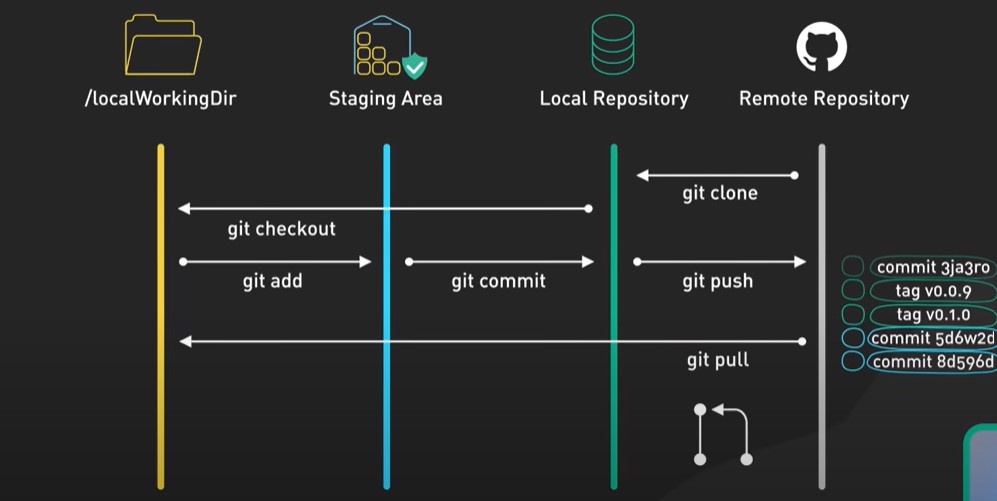 /localWorkingDir
Staging Area
Local Repository
Remote Repository
git clone
git checkout
git add
git commit
git push
commit 3ja3ro
tag v0.0.9
tag v0.1.0
commit 5d6w2d
commit 8d596d
git pull